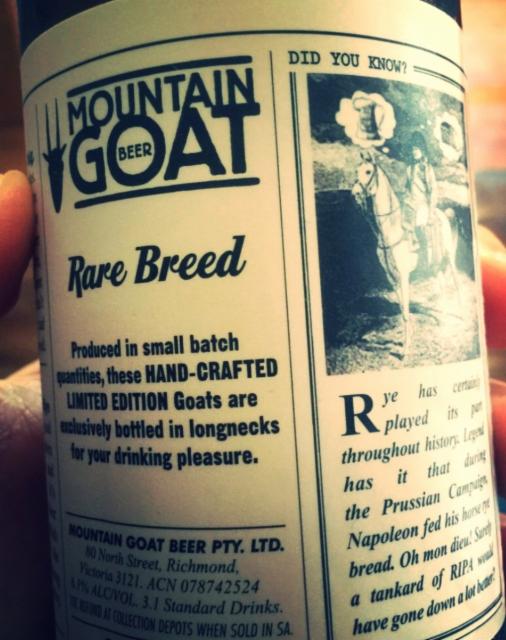 MOUNTAIN
GOAT
BEER
Rare Breed
Produced in small batch
quantities, these HAND-CRAFTED
LIMITED EDITION Goats are
exclusively bottled in longnecks
for your drinking pleasure.
MOUNTAIN GOAT BEER PTY. LTD.
80 North Street, Richmond,
Victoria 3121. ACN 078742524
ALC/VOL. 3.1 Standard Drinks.
REFUND AT COLLECTION DEPOTS WHEN SOLD IN SA.
DID YOU KNOW?
Rye has certainly
played its part
throughout history. Legend
has it that during
the Prussian Campaign,
Napoleon fed his horse rye
bread. Oh mon dieu! Surely
a tankard of RIPA would
have gone down a lot better?